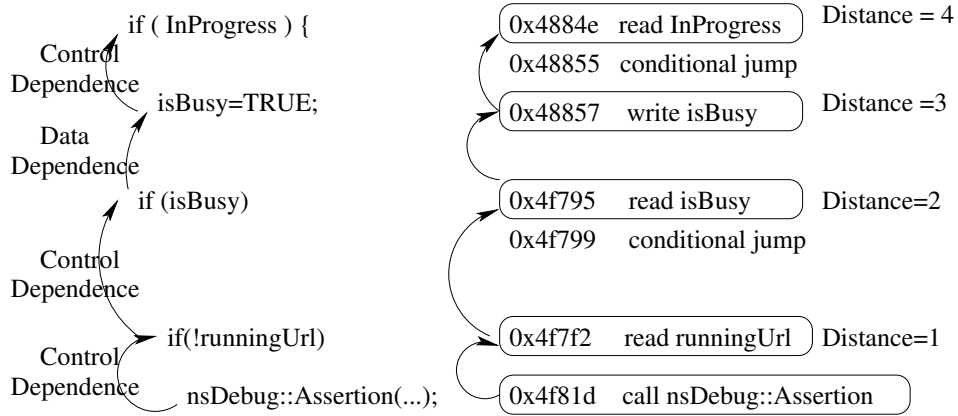 if ( InProgress ) {
Control
Dependence
isBusy=TRUE;
Data
Dependence
if (isBusy)
Control
Dependence
if(!runningUrl)
Control
Dependence
nsDebug::Assertion(...);
0x4884e read InProgress Distance = 4
0x48855 conditional jump
0x48857 write isBusy Distance =3
0x4f795 read isBusy Distance=2
0x4f799 conditional jump
0x4f7f2 read runningUrl Distance=1
0x4f81d call nsDebug::Assertion